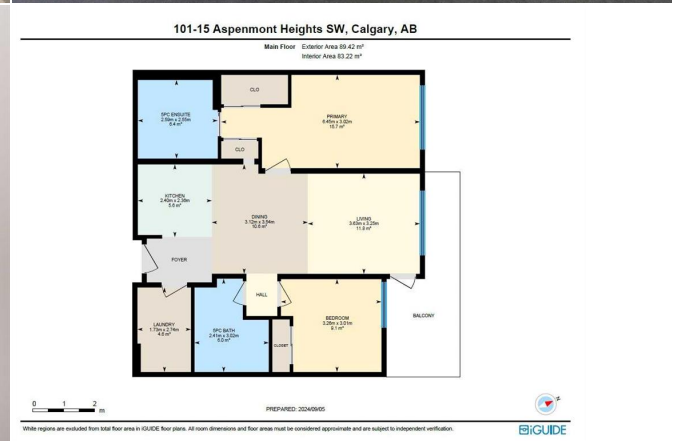 101-15 Aspenmont Heights SW, Calgary, AB
Main Floor Exterior Area 89.42 m²
Interior Area 83.22 m²
CLO
5PC ENSUITE
2.59m x 2.55m
6.4 m²
PRIMARY
6.45m x 3.02m
15.7 m²
CLO
KITCHEN
2.40m x 2.36m
5.6 m²
DINING
3.12m x 3.54m
10.8 m²
LIVING
3.63m x 3.25m
11.8 m²
FOYER
HALL
LAUNDRY
1.73m x 2.74m
4.6 m²
5PC BATH
2.41m x 3.02m
6.0 m²
CLOSET
BEDROOM
3.28m x 3.01m
9.1 m²
BALCONY
0 1 2
m
PREPARED: 2024/09/05
White regions are excluded from total floor area in iGUIDE floor plans. All room dimensions and floor areas must be considered approximate and are subject to independent verification.
iGUIDE